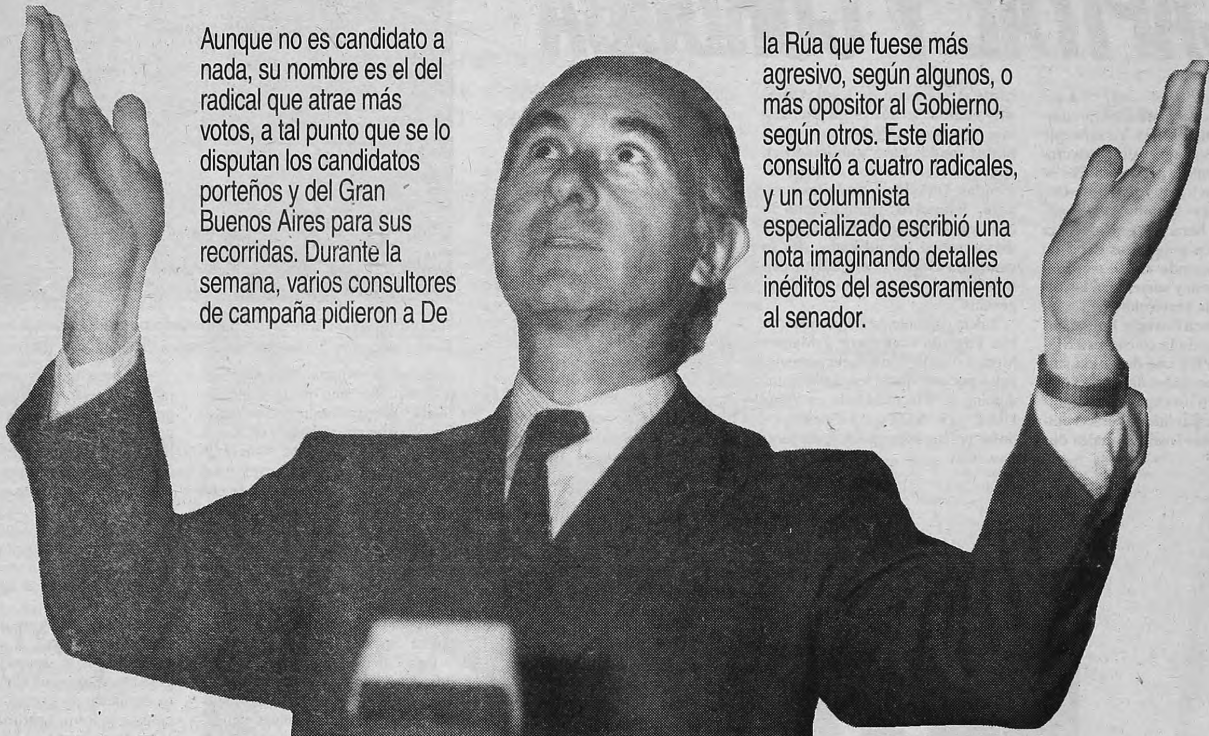 Aunque no es candidato a
nada, su nombre es el del
radical que atrae más
votos, a tal punto que se lo
disputan los candidatos
porteños y del Gran
Buenos Aires para sus
recorridas. Durante la
semana, varios consultores
de campaña pidieron a De
la Rúa que fuese más
agresivo, según algunos, o
más opositor al Gobierno,
según otros. Este diario
consultó a cuatro radicales,
y un columnista
especializado escribió una
nota imaginando detalles
inéditos del asesoramiento
al senador.